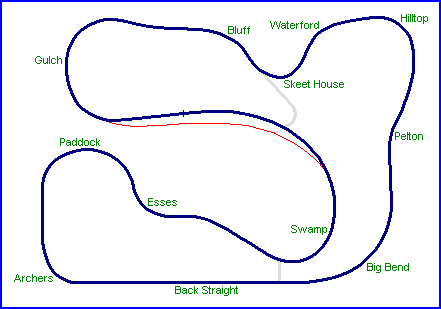 Hilltop
Waterford
Bluff
Gulch
Skeet House
Pelton
Paddock
Esses
Swamp
Big Bend
Archers
Back Straight